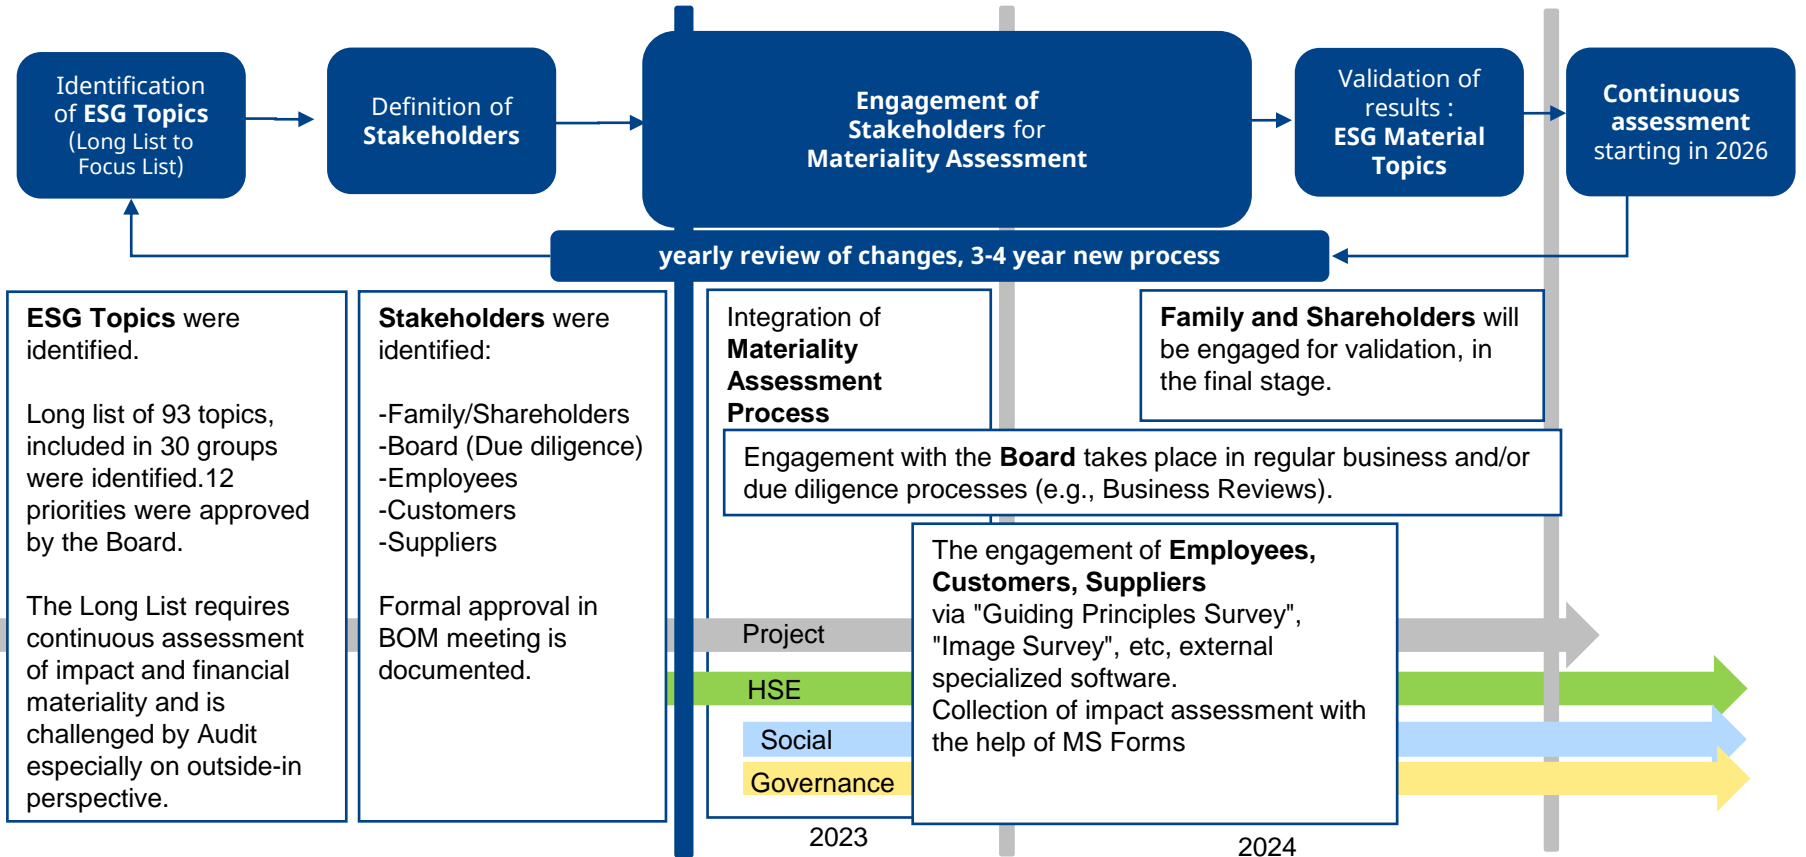 Identification
of ESG Topics
(Long List to
Focus List)
Definition of
Stakeholders
Engagement of
Stakeholders for
Materiality Assessment
Validation of
results :
ESG Material
Topics
Continuous
assessment
starting in 2026
yearly review of changes, 3-4 year new process
ESG Topics were
identified.
Long list of 93 topics,
included in 30 groups
were identified.12
priorities were approved
by the Board.
The Long List requires
continuous assessment
of impact and financial
materiality and is
challenged by Audit
especially on outside-in
perspective.
Stakeholders were
identified:
-Family/Shareholders
-Board (Due diligence)
-Employees
-Customers
-Suppliers
Formal approval in
BOM meeting is
documented.
Integration of
Materiality
Assessment
Process
Family and Shareholders will
be engaged for validation, in
the final stage.
Engagement with the Board takes place in regular business and/or
due diligence processes (e.g., Business Reviews).
The engagement of Employees,
Customers, Suppliers
via "Guiding Principles Survey",
"Image Survey", etc, external
specialized software.
Collection of impact assessment with
the help of MS Forms
Project
HSE
Social
Governance
2023
2024